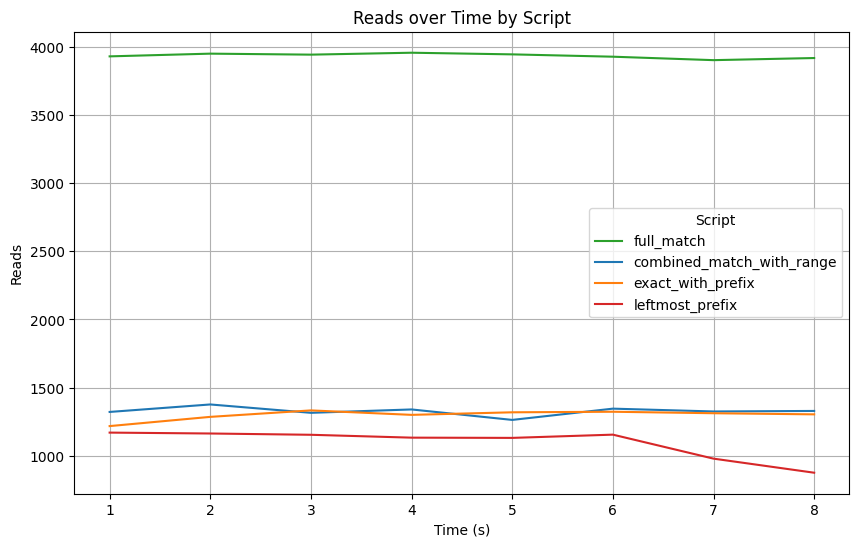 Reads over Time by Script
4000
3500
3000
2500
2000
1500
1000
Reads
Script
full_match
combined_match_with_range
exact_with_prefix
leftmost_prefix
1 2 3 4 5 6 7 8
Time (s)